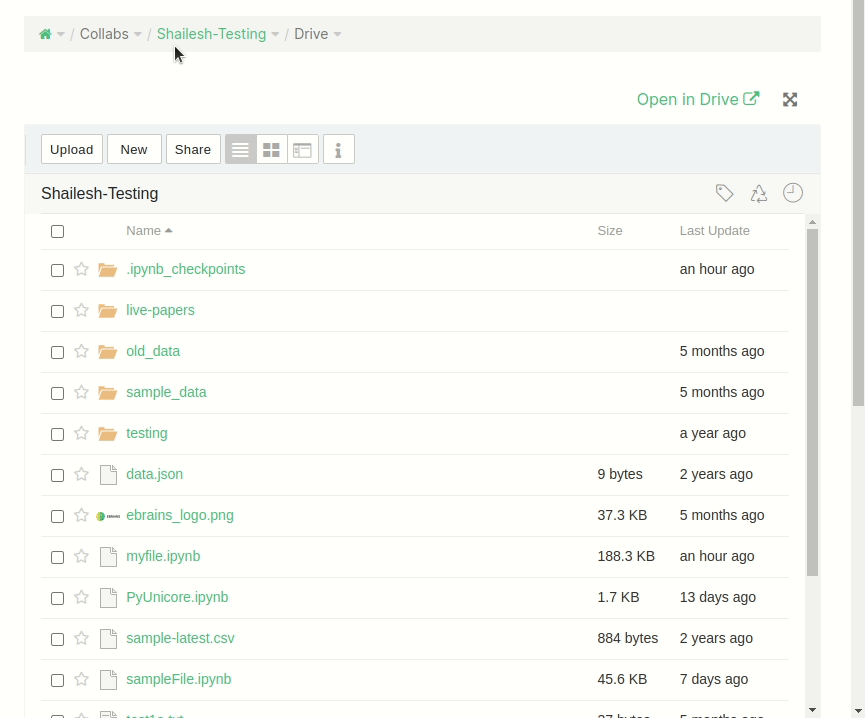 / Collabs / Shailesh-Testing / Drive
Open in Drive
Upload New Share
Shailesh-Testing
Name Size Last Update
.ipynb_checkpoints an hour ago
live-papers
old_data 5 months ago
sample_data 5 months ago
testing a year ago
data.json 9 bytes 2 years ago
ebrains_logo.png 37.3 KB 5 months ago
myfile.ipynb 188.3 KB an hour ago
PyUnicore.ipynb 1.7 KB 13 days ago
sample-latest.csv 884 bytes 2 years ago
sampleFile.ipynb 45.6 KB 7 days ago